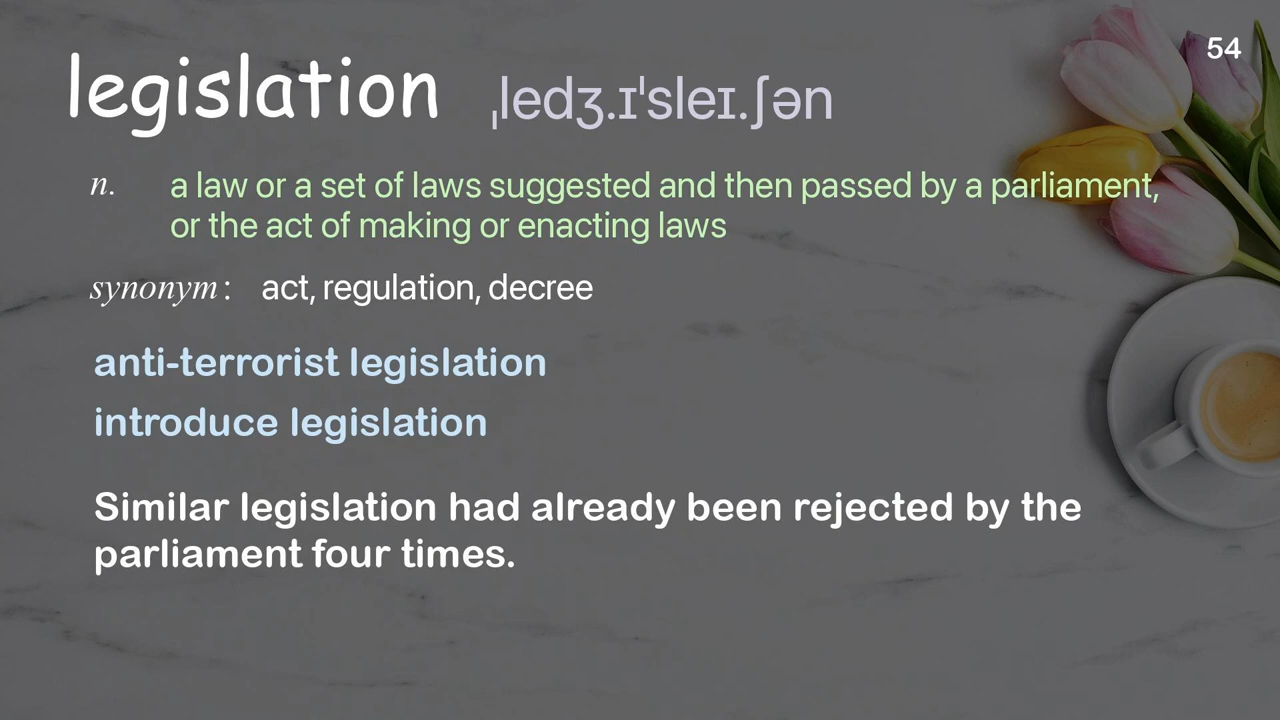 54
legislation ˌledʒ.ɪˈsleɪ.ʃən
n. a law or a set of laws suggested and then passed by a parliament,
or the act of making or enacting laws
synonym: act, regulation, decree
anti-terrorist legislation
introduce legislation
Similar legislation had already been rejected by the
parliament four times.